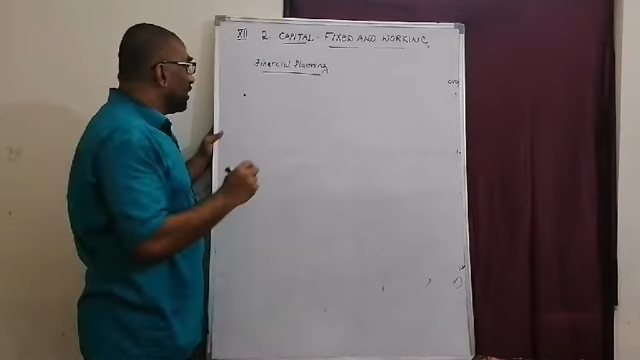 XII 2. CAPITAL - FIXED AND WORKING.
Financial Planning